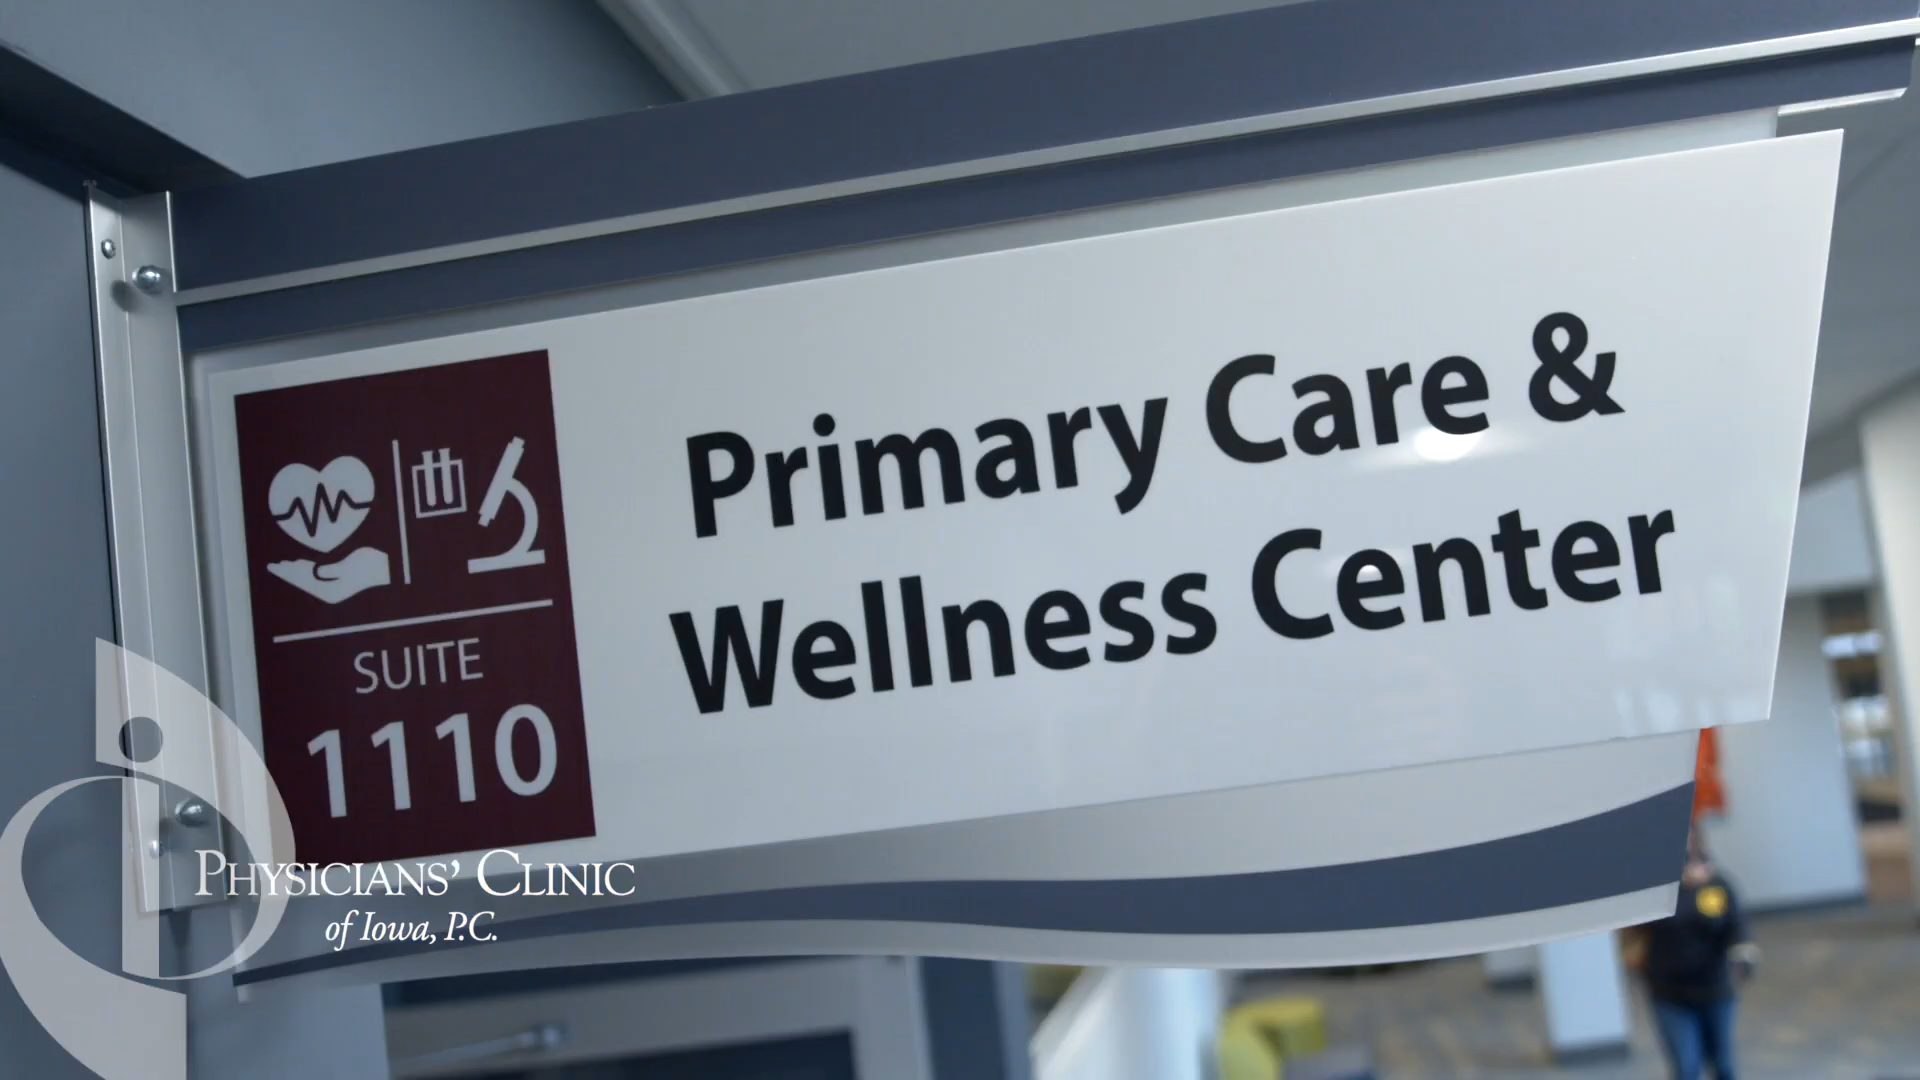 Primary Care &
Wellness Center
SUITE
1110
PHYSICIANS' CLINIC
of Iowa, P.C.